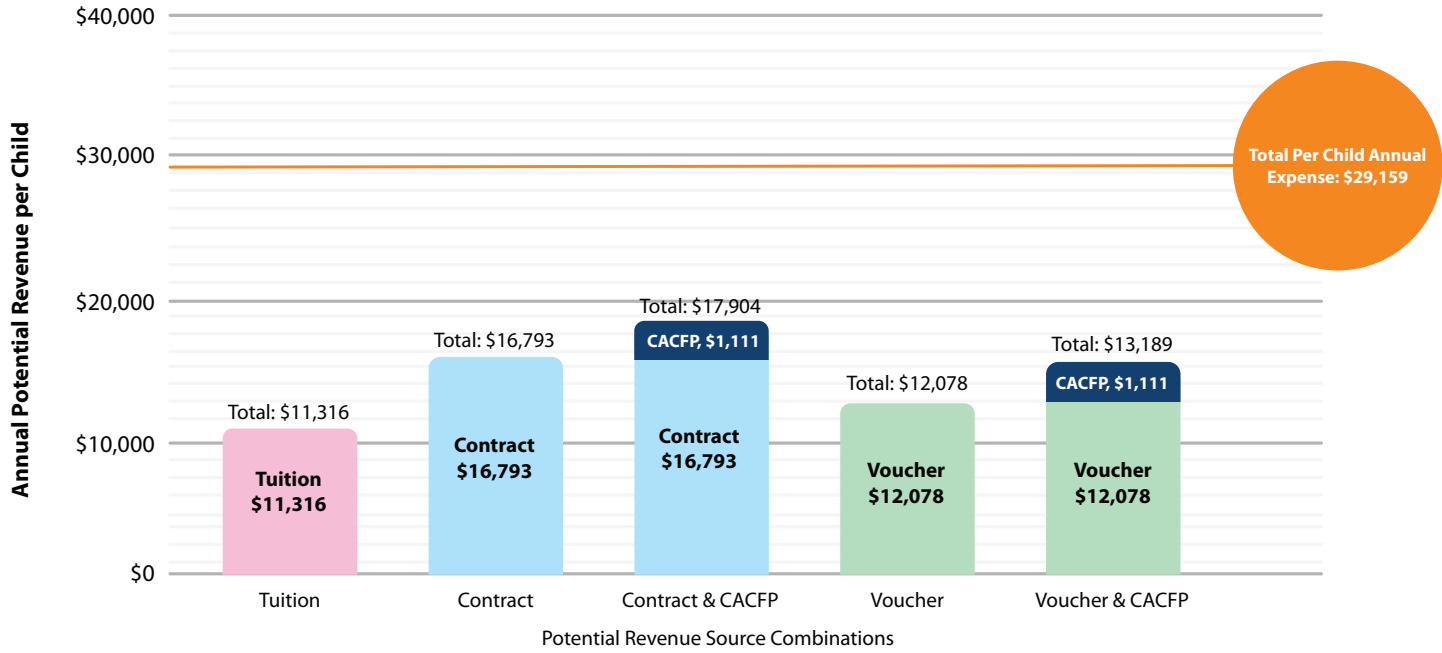 Annual Potential Revenue per Child
$40,000
$30,000
$20,000
$10,000
$0
Total Per Child Annual
Expense: $29,159
Total: $11,316
Tuition
$11,316
Total: $16,793
Contract
$16,793
Total: $17,904
CACFP, $1,111
Contract
$16,793
Total: $12,078
Voucher
$12,078
Total: $13,189
CACFP, $1,111
Voucher
$12,078
Tuition
Contract
Contract & CACFP
Voucher
Voucher & CACFP
Potential Revenue Source Combinations